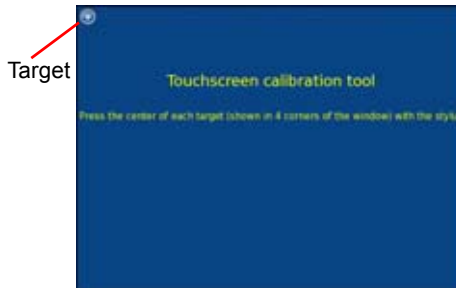 Target
Touchscreen calibration tool
Press the center of each target (shown in 4 corners of the window) with the stylu